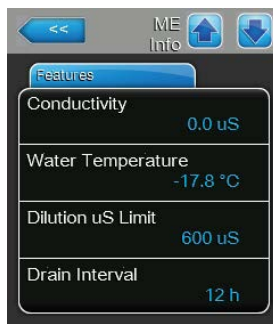 <<
ME
Info
Features
Conductivity
0.0 uS
Water Temperature
-17.8 °C
Dilution uS Limit
600 uS
Drain Interval
12 h